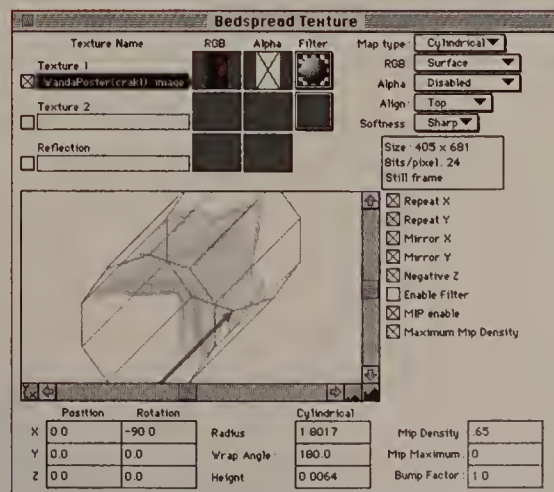 Bedspread Texture
Texture Name RGB Alpha Filter
Texture 1
WandaPoster(crakl) image
Texture 2
Reflection
Map type: Cylindrical
RGB Surface
Alpha Disabled
Align: Top
Softness Sharp
Size: 405 x 681
Bits/pixel: 24
Still frame
Repeat X
Repeat Y
Mirror X
Mirror Y
Negative Z
Enable Filter
MIP enable
Maximum Mip Density
Position Rotation Cylindrical
X 0.0 -90.0 Radius 1.8017 Mip Density .65
Y 0.0 0.0 Wrap Angle: 180.0 Mip Maximum: 0
Z 0.0 0.0 Height 0.0064 Bump Factor: 1.0